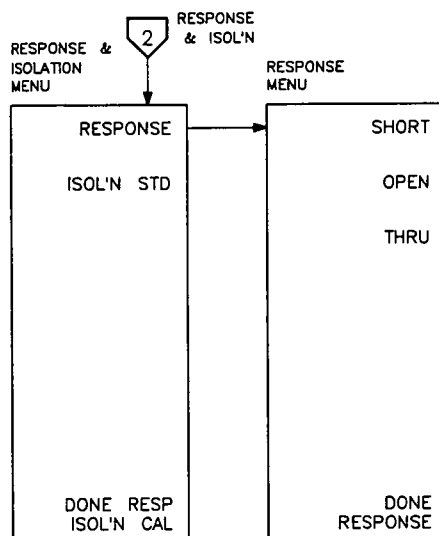 RESPONSE &
ISOLATION
MENU
2
RESPONSE
& ISOL'N
RESPONSE
ISOL'N STD
DONE RESP
ISOL'N CAL
RESPONSE
MENU
SHORT
OPEN
THRU
DONE
RESPONSE